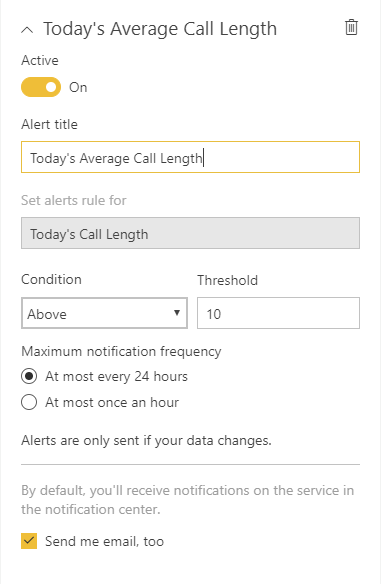 Today's Average Call Length
Active
On
Alert title
Today's Average Call Length
Set alerts rule for
Today's Call Length
Condition
Threshold
Above
10
Maximum notification frequency
At most every 24 hours
At most once an hour
Alerts are only sent if your data changes.
By default, you'll receive notifications on the service in
the notification center.
Send me email, too